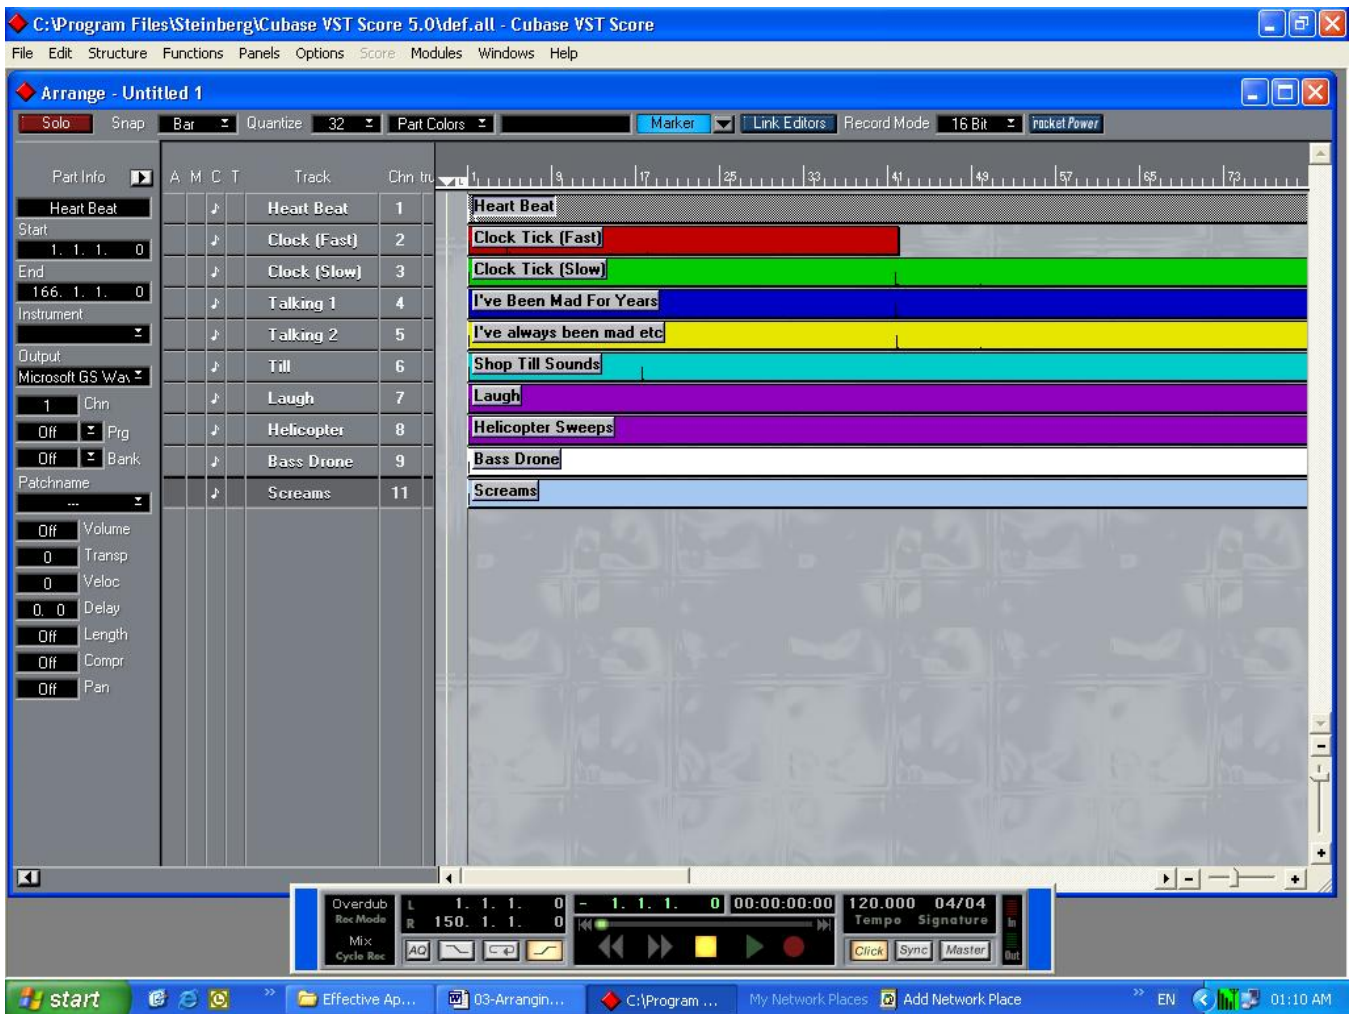 C:\Program Files\Steinberg\Cubase VST Score 5.0\def.all - Cubase VST Score
File Edit Structure Functions Panels Options Score Modules Windows Help
Arrange - Untitled 1
Solo Snap Bar Quantize 32 Part Colors Marker Link Editors Record Mode 16 Bit rocket Power
Part Info A M C T Track Chn tru L 1 9 17 25 33 41 49 57 65 73
Heart Beat
Heart Beat 1 Heart Beat
Start
1. 1. 1. 0
Clock (Fast) 2 Clock Tick (Fast)
End
166. 1. 1. 0
Clock (Slow) 3 Clock Tick (Slow)
Instrument
Talking 1 4 I've Been Mad For Years
Talking 2 5 I've always been mad etc
Output
Microsoft GS Wav
Till 6 Shop Till Sounds
1 Chn
Laugh 7 Laugh
Off Prg
Helicopter 8 Helicopter Sweeps
Off Bank
Bass Drone 9 Bass Drone
Patchname
---
Screams 11 Screams
Off Volume
0 Transp
0 Veloc
0. 0 Delay
Off Length
Off Compr
Off Pan
Overdub L 1. 1. 1. 0 - 1. 1. 1. 0 00:00:00:00 120.000 04/04
Rec Mode R 150. 1. 1. 0 Tempo Signature In
Mix
Cycle Rec AQ Click Sync Master Out
start Effective Ap... 03-Arrangin... C:\Program ... My Network Places Add Network Place EN 01:10 AM